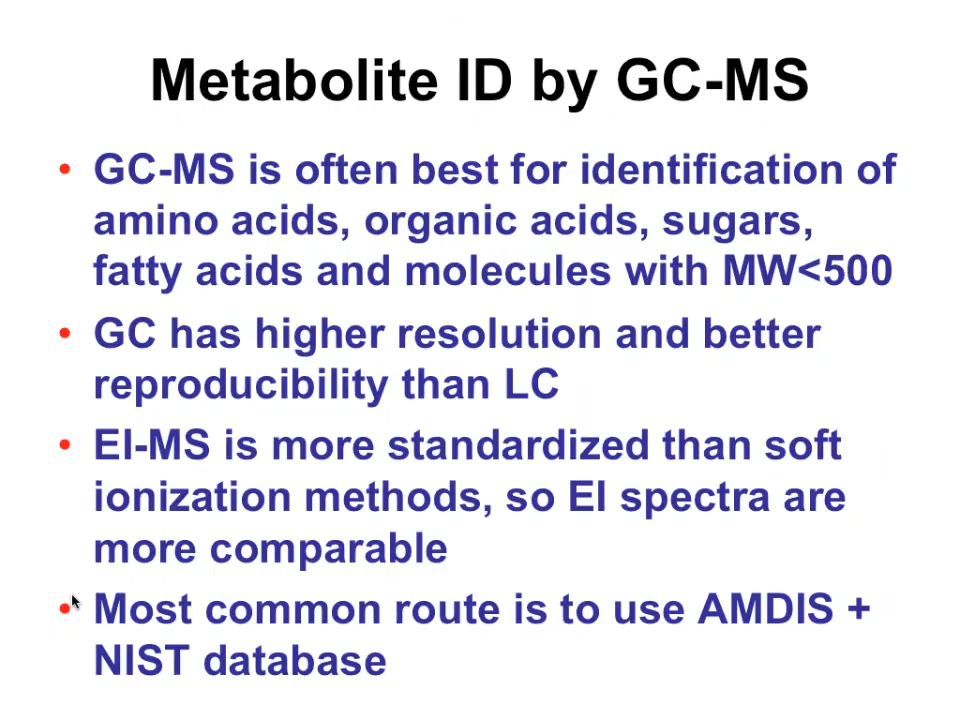 Metabolite ID by GC-MS
• GC-MS is often best for identification of
amino acids, organic acids, sugars,
fatty acids and molecules with MW<500
• GC has higher resolution and better
reproducibility than LC
• EI-MS is more standardized than soft
ionization methods, so EI spectra are
more comparable
• Most common route is to use AMDIS +
NIST database